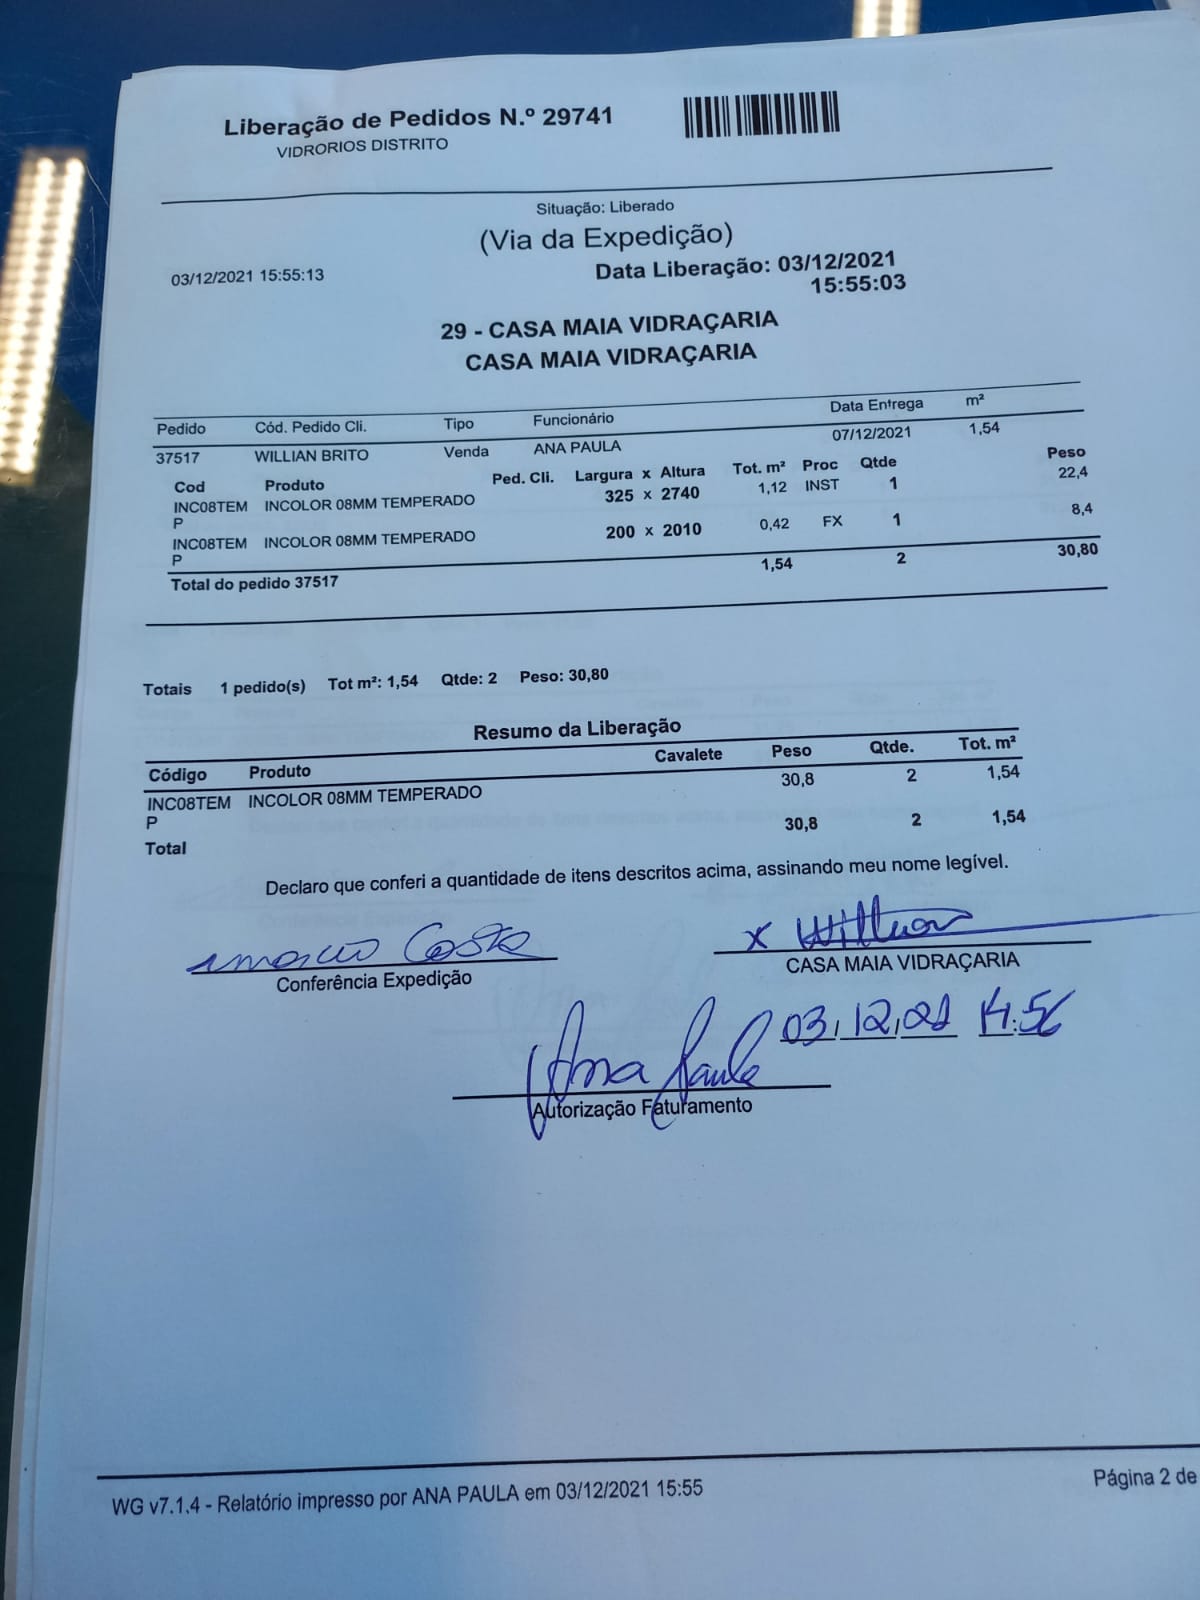 Liberação de Pedidos N.º 29741
VIDRORIOS DISTRITO
Situação: Liberado
(Via da Expedição)
03/12/2021 15:55:13
Data Liberação: 03/12/2021
15:55:03
29 - CASA MAIA VIDRAÇARIA
CASA MAIA VIDRAÇARIA
Pedido Cód. Pedido Cli. Tipo Funcionário Data Entrega m²
37517 WILLIAN BRITO Venda ANA PAULA 07/12/2021 1,54
Cod Produto Ped. Cli. Largura x Altura Tot. m² Proc Qtde Peso
INC08TEM INCOLOR 08MM TEMPERADO 325 x 2740 1,12 INST 1 22,4
P
INC08TEM INCOLOR 08MM TEMPERADO 200 x 2010 0,42 FX 1 8,4
P
Total do pedido 37517 1,54 2 30,80
Totais 1 pedido(s) Tot m²: 1,54 Qtde: 2 Peso: 30,80
Resumo da Liberação
Código Produto Cavalete Peso Qtde. Tot. m²
INC08TEM INCOLOR 08MM TEMPERADO 30,8 2 1,54
P
Total 30,8 2 1,54
Declaro que conferi a quantidade de itens descritos acima, assinando meu nome legível.
Costa x Willian
Conferência Expedição CASA MAIA VIDRAÇARIA
03,12,21 14:56
Ana Paula
Autorização Faturamento
WG v7.1.4 - Relatório impresso por ANA PAULA em 03/12/2021 15:55
Página 2 de